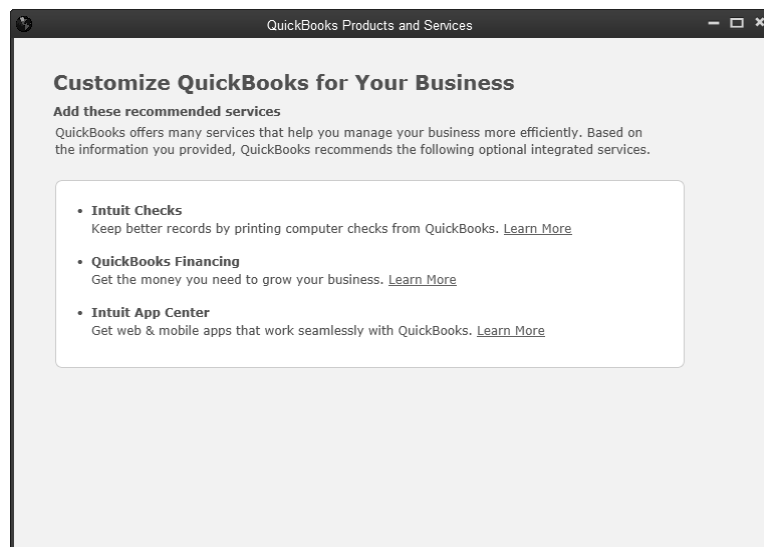 QuickBooks Products and Services
Customize QuickBooks for Your Business
Add these recommended services
QuickBooks offers many services that help you manage your business more efficiently. Based on
the information you provided, QuickBooks recommends the following optional integrated services.
• Intuit Checks
Keep better records by printing computer checks from QuickBooks. Learn More
• QuickBooks Financing
Get the money you need to grow your business. Learn More
• Intuit App Center
Get web & mobile apps that work seamlessly with QuickBooks. Learn More